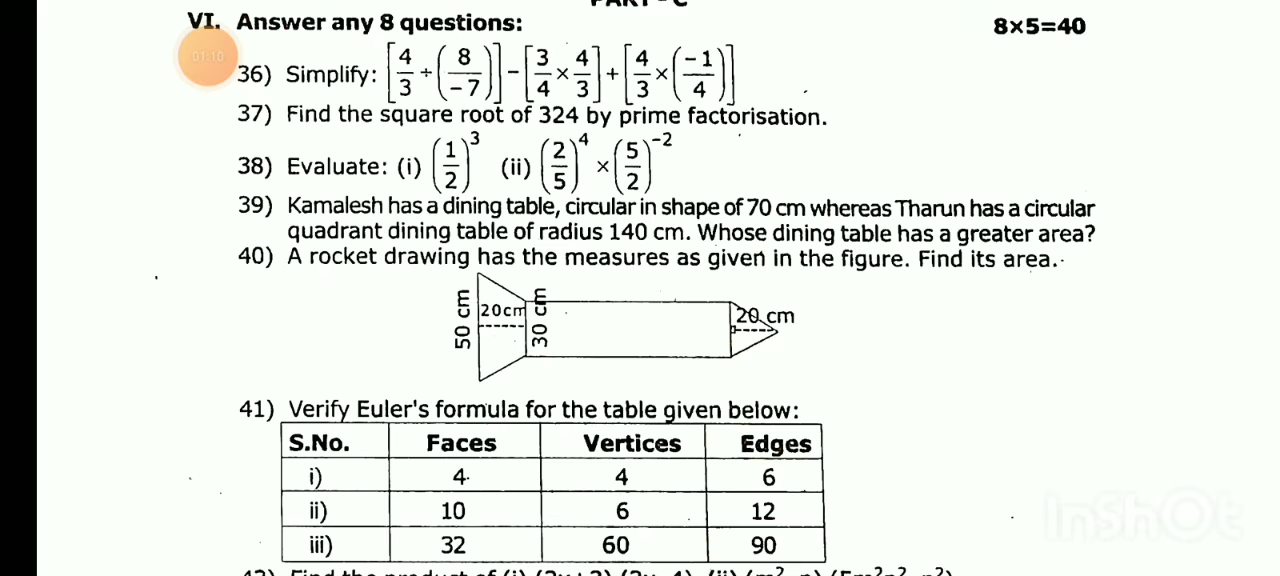 VI. Answer any 8 questions: 8×5=40
01:10
36) Simplify: [4/3 ÷ (8/−7)] − [3/4 × 4/3] + [4/3 × (−1/4)]
37) Find the square root of 324 by prime factorisation.
38) Evaluate: (i) (1/2)³ (ii) (2/5)⁴ × (5/2)⁻²
39) Kamalesh has a dining table, circular in shape of 70 cm whereas Tharun has a circular
quadrant dining table of radius 140 cm. Whose dining table has a greater area?
40) A rocket drawing has the measures as given in the figure. Find its area.
50 cm 20cm 30 cm 20 cm
41) Verify Euler's formula for the table given below:
S.No. Faces Vertices Edges
i) 4 4 6
ii) 10 6 12
iii) 32 60 90
InShOt